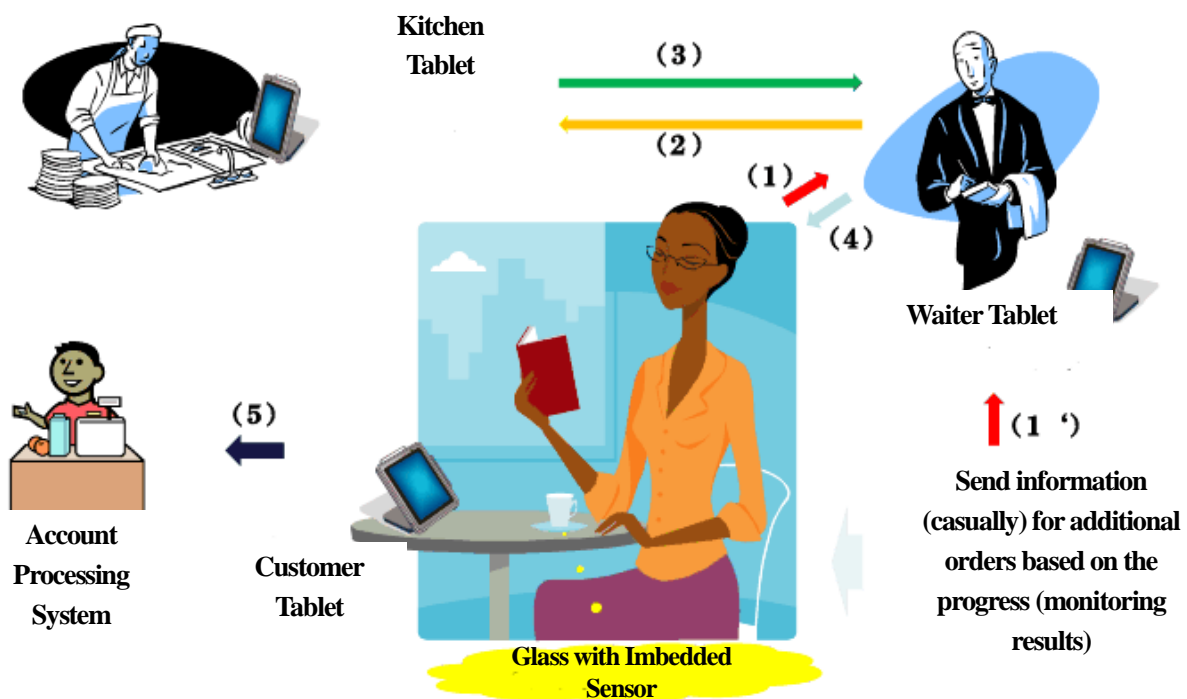 Kitchen
Tablet
(3)
(2)
(1)
(4)
Waiter Tablet
(1 ‘)
Send information
(casually) for additional
orders based on the
progress (monitoring
results)
(5)
Account
Processing
System
Customer
Tablet
Glass with Imbedded
Sensor